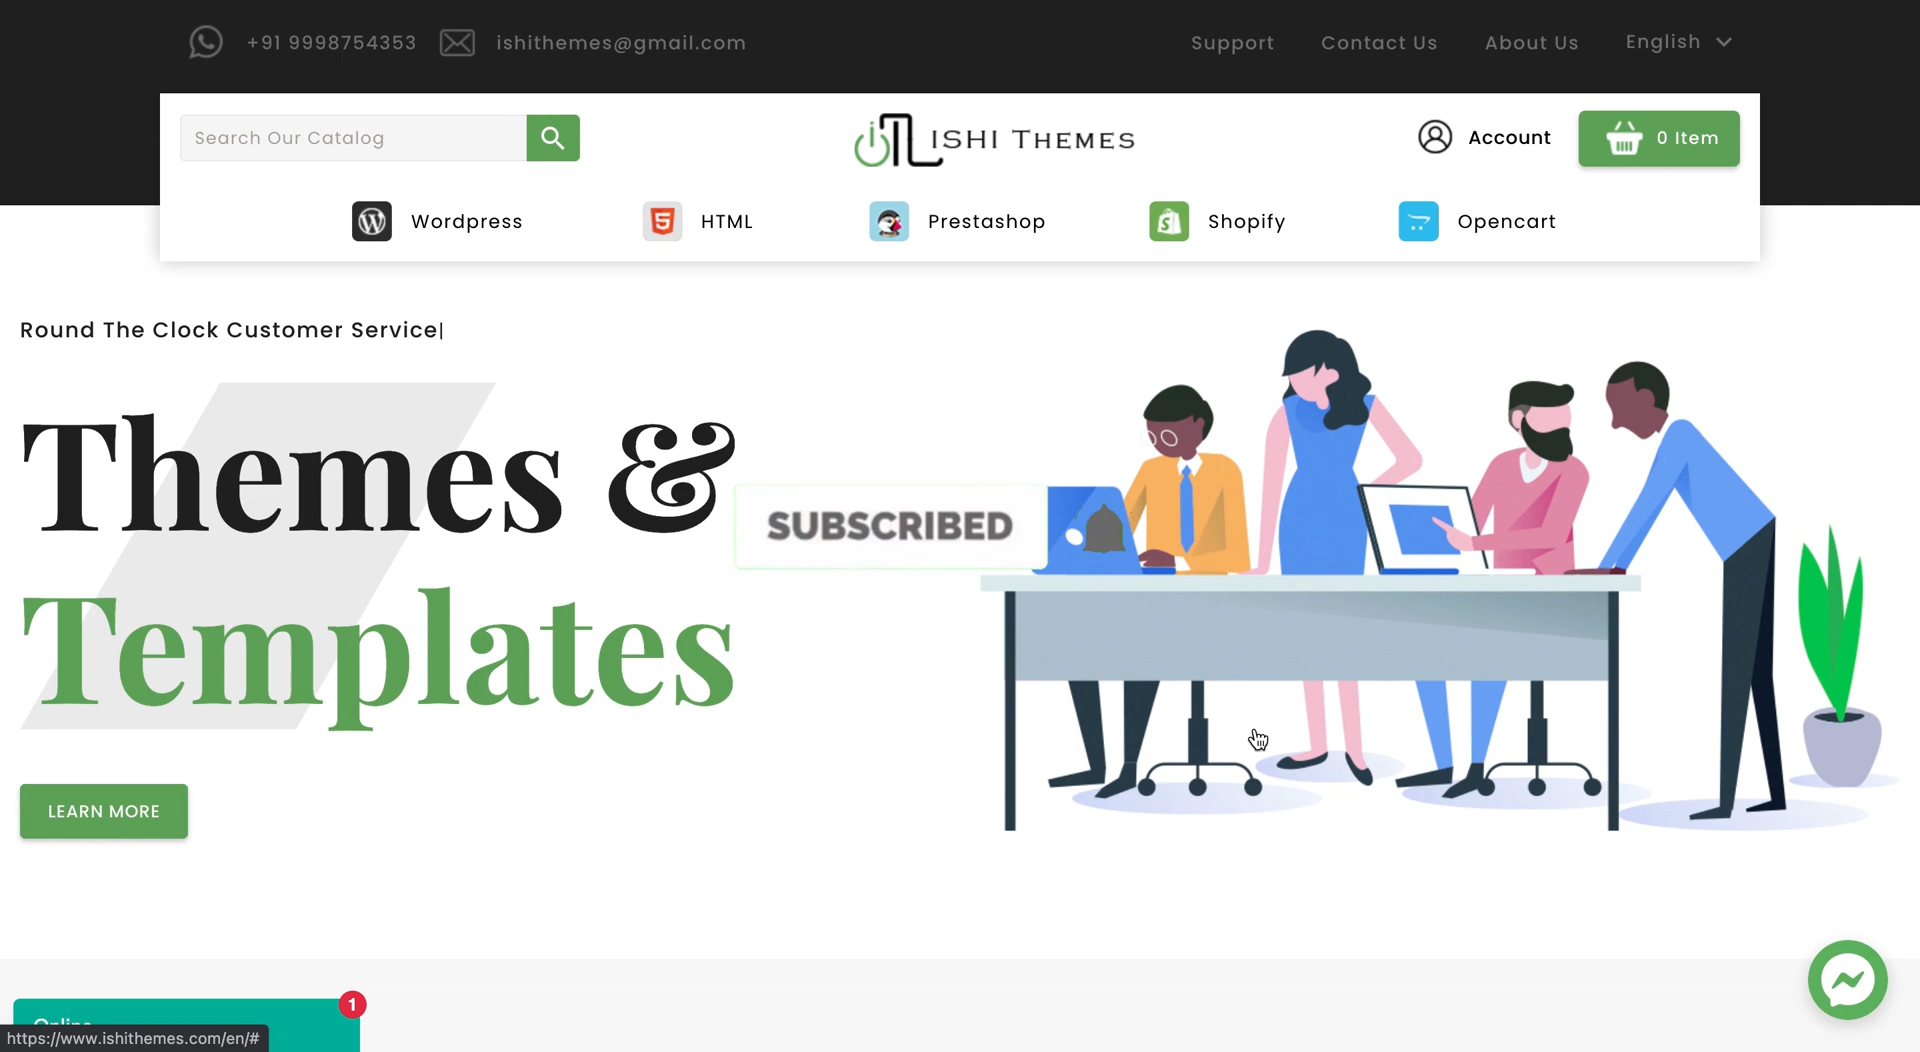 +91 9998754353 ishithemes@gmail.com Support Contact Us About Us English
Search Our Catalog ISHI THEMES Account 0 Item
Wordpress HTML Prestashop Shopify Opencart
Round The Clock Customer Service|
Themes &
SUBSCRIBED
Templates
LEARN MORE
1
Online
https://www.ishithemes.com/en/#